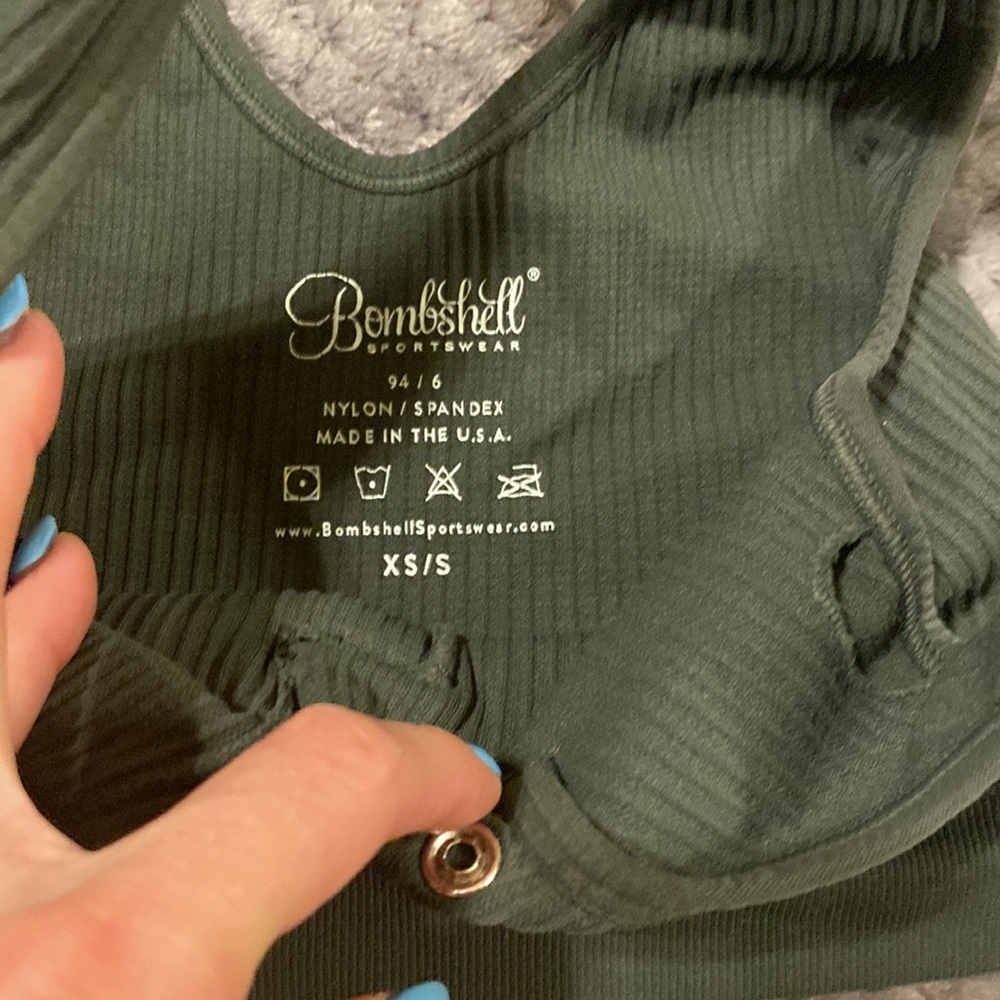 Bombshell®
SPORTSWEAR
94 / 6
NYLON / SPANDEX
MADE IN THE U.S.A.
www.BombshellSportswear.com
XS/S